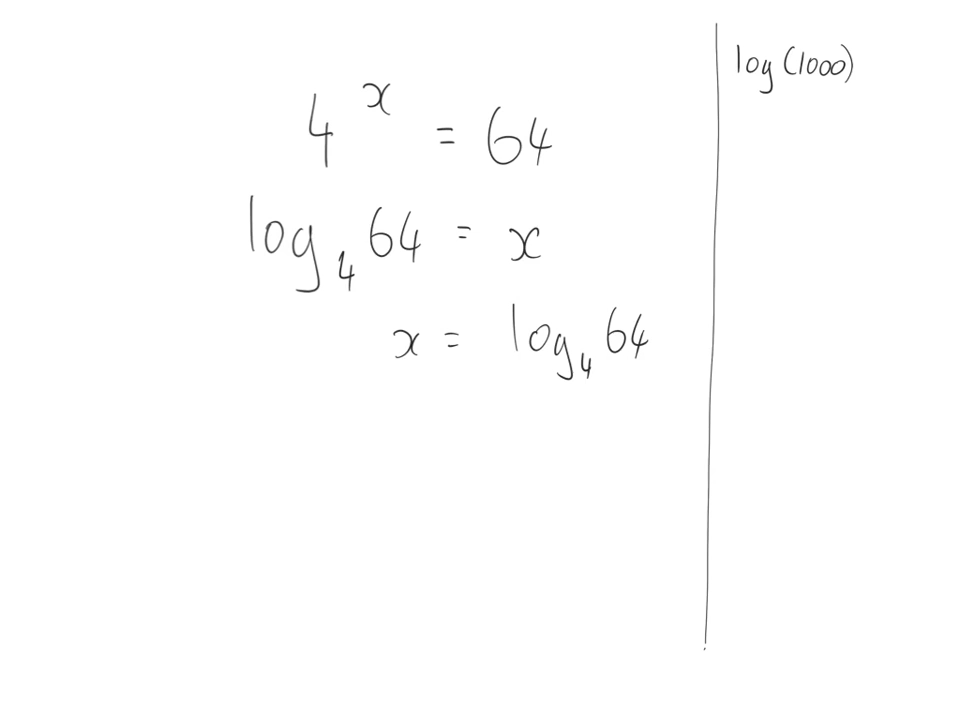 4^x = 64
log₄64 = x
x = log₄64
log(1000)